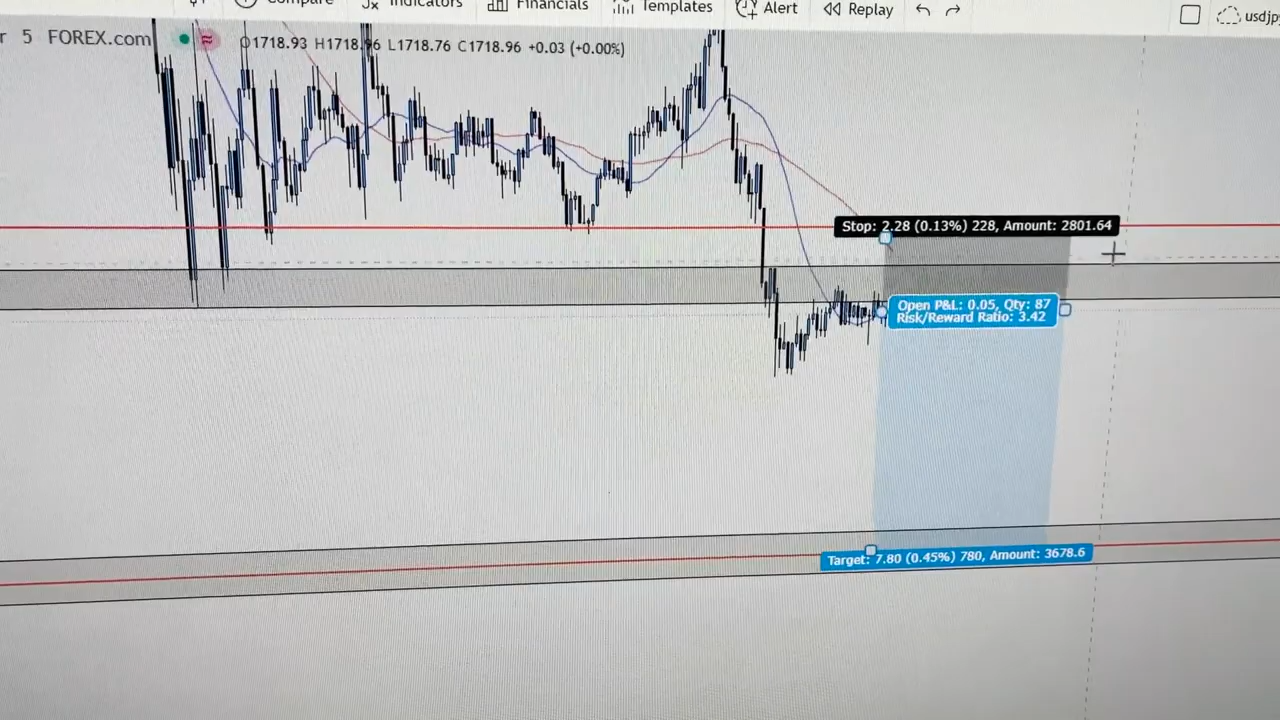 Compare Indicators Financials Templates Alert Replay
usdjpy
r 5 FOREX.com O1718.93 H1718.96 L1718.76 C1718.96 +0.03 (+0.00%)
Stop: 2.28 (0.13%) 228, Amount: 2801.64
Open P&L: 0.05, Qty: 87
Risk/Reward Ratio: 3.42
Target: 7.80 (0.45%) 780, Amount: 3678.6